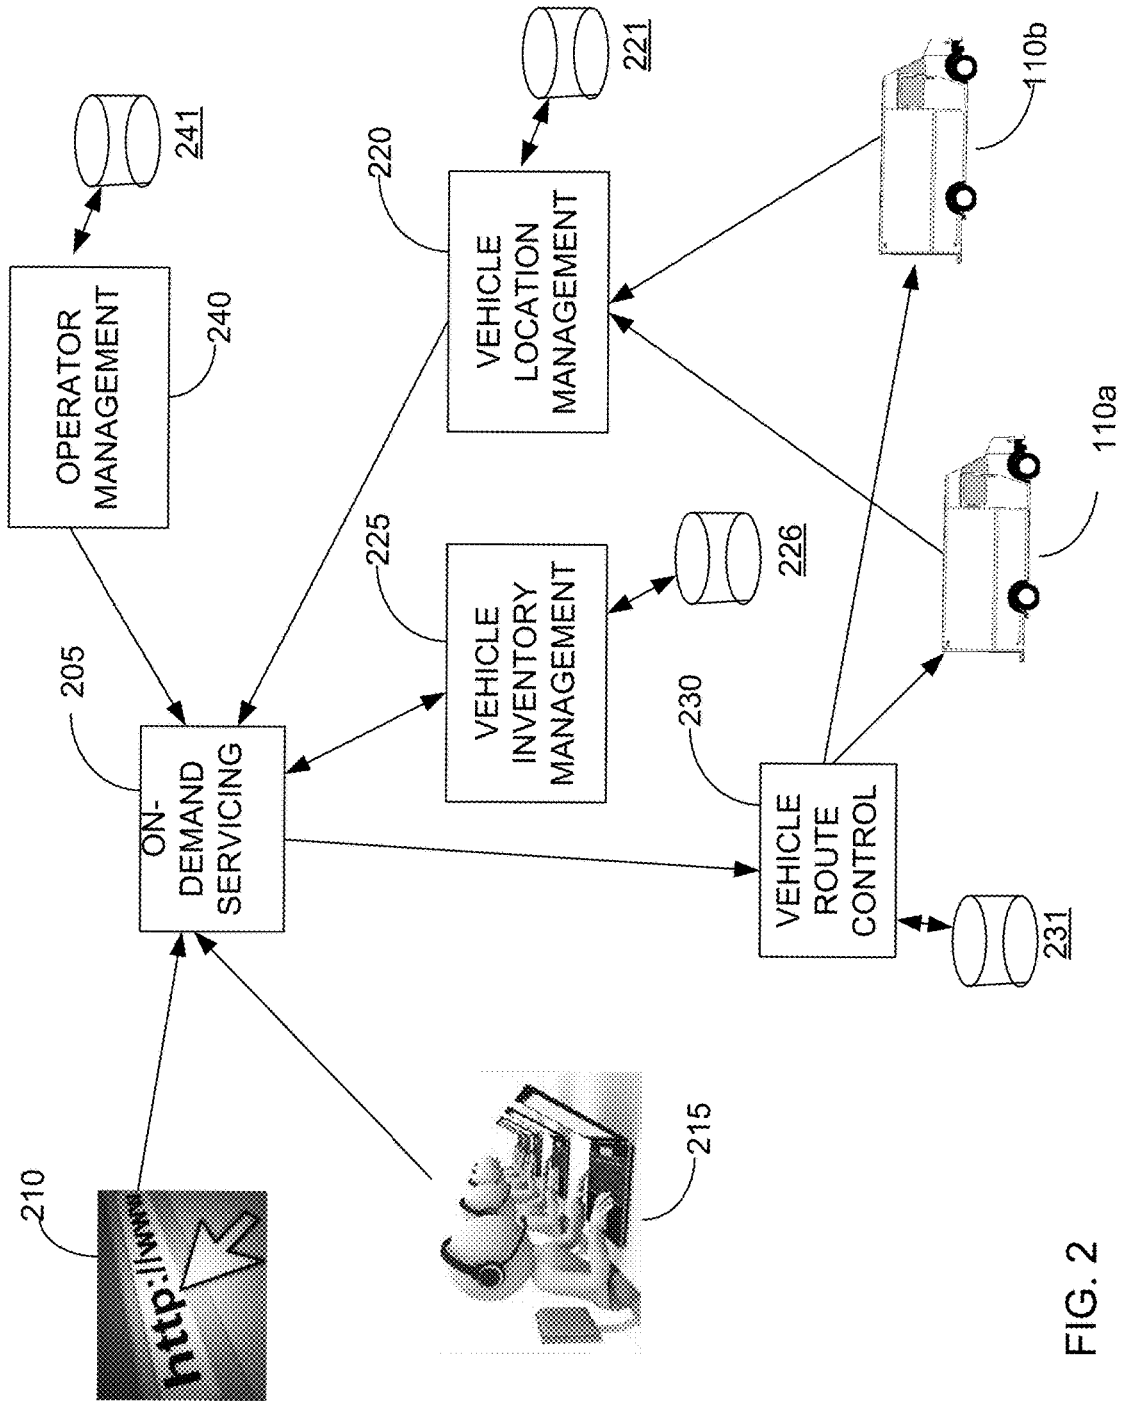 210
http://www
215
205
ON-
DEMAND
SERVICING
OPERATOR
MANAGEMENT
240
241
225
VEHICLE
INVENTORY
MANAGEMENT
226
220
VEHICLE
LOCATION
MANAGEMENT
221
230
VEHICLE
ROUTE
CONTROL
231
110a
110b
FIG. 2